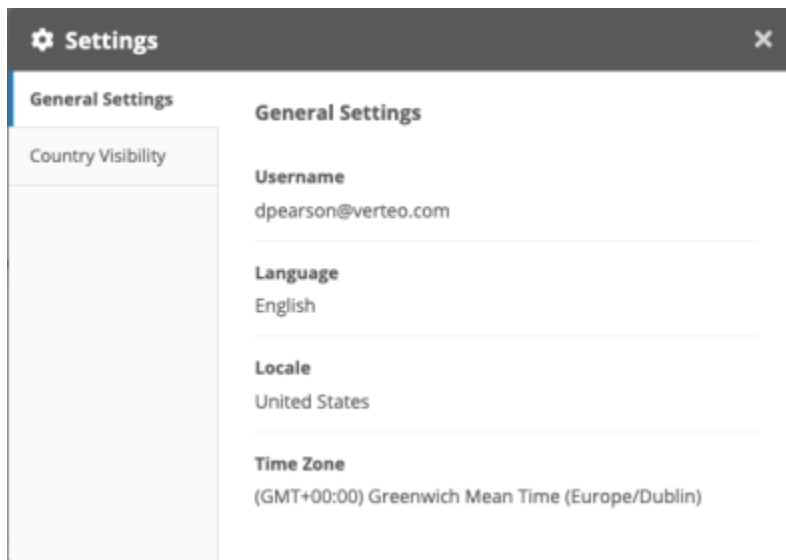 Settings
General Settings
Country Visibility
General Settings
Username
dpearson@verteo.com
Language
English
Locale
United States
Time Zone
(GMT+00:00) Greenwich Mean Time (Europe/Dublin)